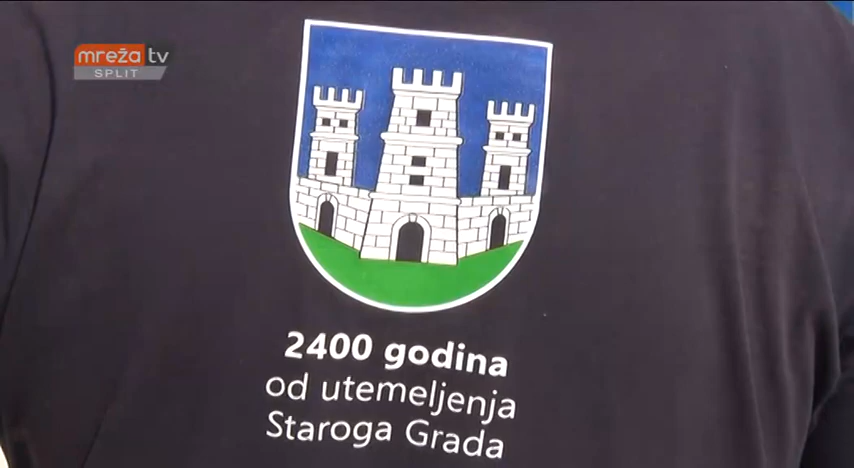 mreža tv
SPLIT
2400 godina
od utemeljenja
Staroga Grada